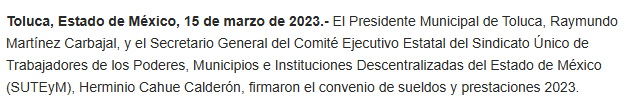 Toluca, Estado de México, 15 de marzo de 2023.- El Presidente Municipal de Toluca, Raymundo
Martínez Carbajal, y el Secretario General del Comité Ejecutivo Estatal del Sindicato Único de
Trabajadores de los Poderes, Municipios e Instituciones Descentralizadas del Estado de México
(SUTEyM), Herminio Cahue Calderón, firmaron el convenio de sueldos y prestaciones 2023.